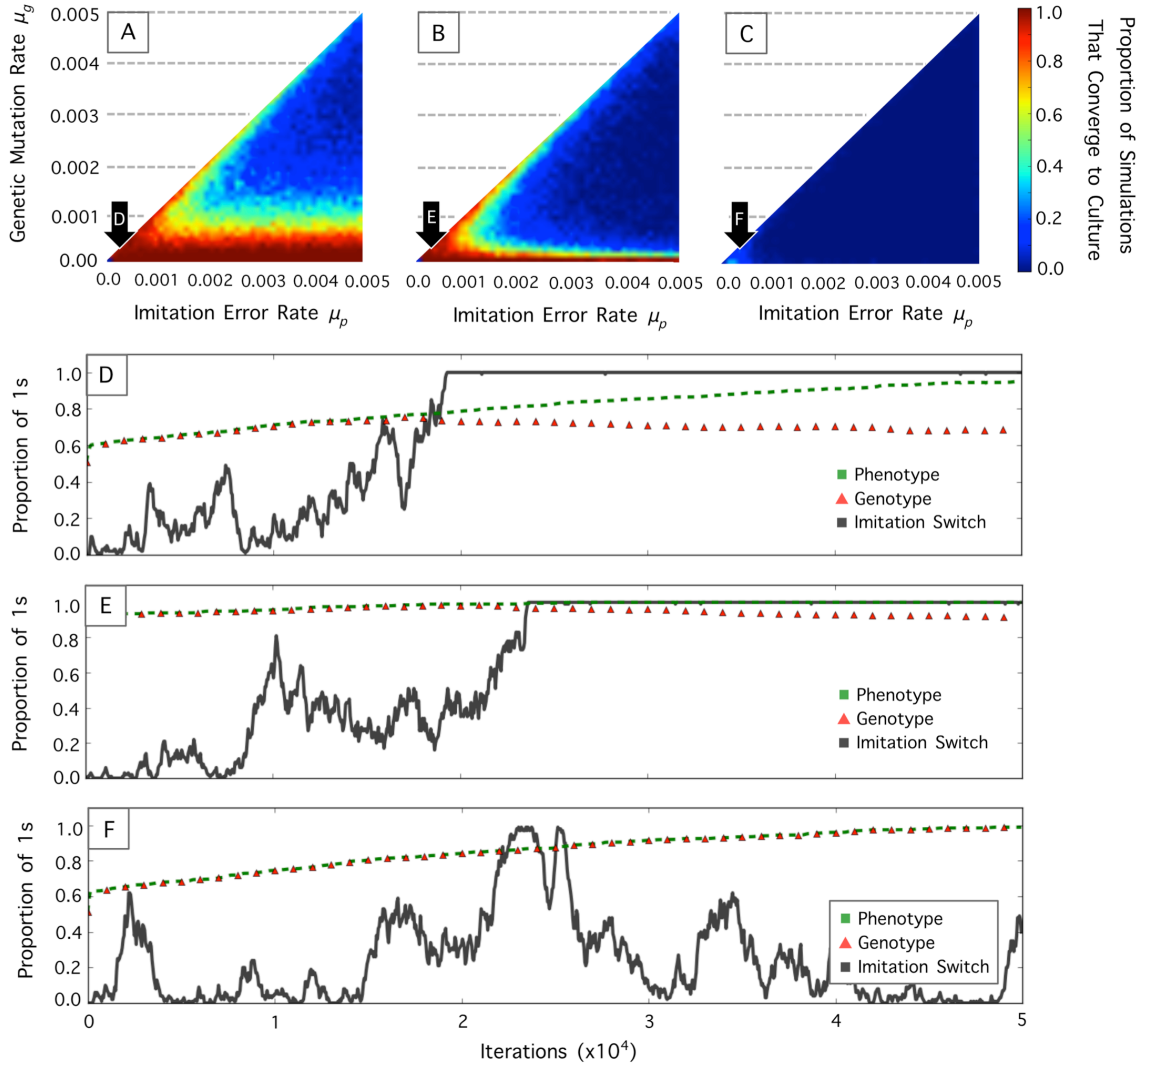 Genetic Mutation Rate μg
0.005
0.004
0.003
0.002
0.001
0.00
A
D
0.0 0.001 0.002 0.003 0.004 0.005
Imitation Error Rate μp
B
E
0.0 0.001 0.002 0.003 0.004 0.005
Imitation Error Rate μp
C
F
0.0 0.001 0.002 0.003 0.004 0.005
Imitation Error Rate μp
1.0
0.8
0.6
0.4
0.2
0.0
Proportion of Simulations
That Converge to Culture
D
Proportion of 1s
1.0
0.8
0.6
0.4
0.2
0.0
Phenotype
Genotype
Imitation Switch
E
Proportion of 1s
1.0
0.8
0.6
0.4
0.2
0.0
Phenotype
Genotype
Imitation Switch
F
Proportion of 1s
1.0
0.8
0.6
0.4
0.2
0.0
Phenotype
Genotype
Imitation Switch
0 1 2 3 4 5
Iterations (x10⁴)